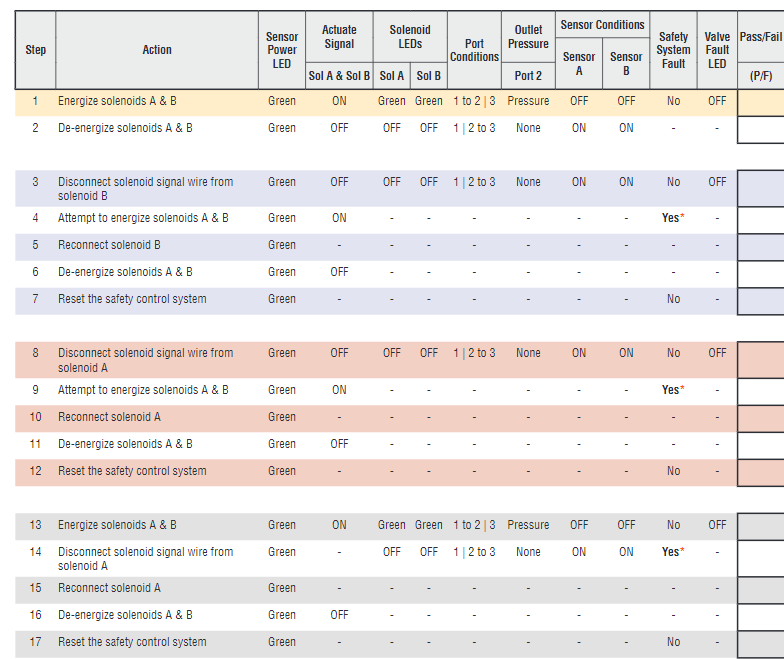 Step Action Sensor Power LED Actuate Signal Solenoid LEDs Port Conditions Outlet Pressure Sensor Conditions Safety System Fault Valve Fault LED Pass/Fail
Sol A & Sol B Sol A Sol B Port 2 Sensor A Sensor B (P/F)
1 Energize solenoids A & B Green ON Green Green 1 to 2 | 3 Pressure OFF OFF No OFF
2 De-energize solenoids A & B Green OFF OFF OFF 1 | 2 to 3 None ON ON - -
3 Disconnect solenoid signal wire from Green OFF OFF OFF 1 | 2 to 3 None ON ON No OFF
solenoid B
4 Attempt to energize solenoids A & B Green ON - - - - - - Yes* -
5 Reconnect solenoid B Green - - - - - - - - -
6 De-energize solenoids A & B Green OFF - - - - - - - -
7 Reset the safety control system Green - - - - - - - No -
8 Disconnect solenoid signal wire from Green OFF OFF OFF 1 | 2 to 3 None ON ON No OFF
solenoid A
9 Attempt to energize solenoids A & B Green ON - - - - - - Yes* -
10 Reconnect solenoid A Green - - - - - - - - -
11 De-energize solenoids A & B Green OFF - - - - - - - -
12 Reset the safety control system Green - - - - - - - No -
13 Energize solenoids A & B Green ON Green Green 1 to 2 | 3 Pressure OFF OFF No OFF
14 Disconnect solenoid signal wire from Green - OFF OFF 1 | 2 to 3 None ON ON Yes* -
solenoid A
15 Reconnect solenoid A Green - - - - - - - - -
16 De-energize solenoids A & B Green OFF - - - - - - - -
17 Reset the safety control system Green - - - - - - - No -